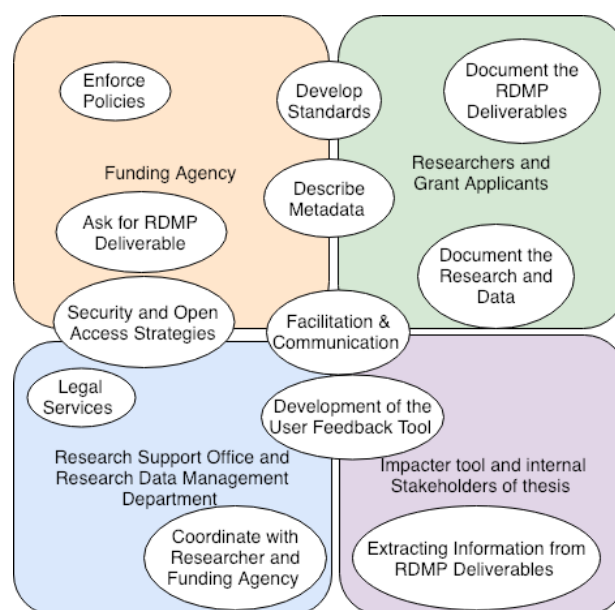 Enforce
Policies
Develop
Standards
Document the
RDMP
Deliverables
Funding Agency
Researchers and
Grant Applicants
Describe
Metadata
Ask for RDMP
Deliverable
Document the
Research and
Data
Security and Open
Access Strategies
Facilitation &
Communication
Legal
Services
Development of the
User Feedback Tool
Research Support Office and
Research Data Management
Department
Impacter tool and internal
Stakeholders of thesis
Coordinate with
Researcher and
Funding Agency
Extracting Information from
RDMP Deliverables